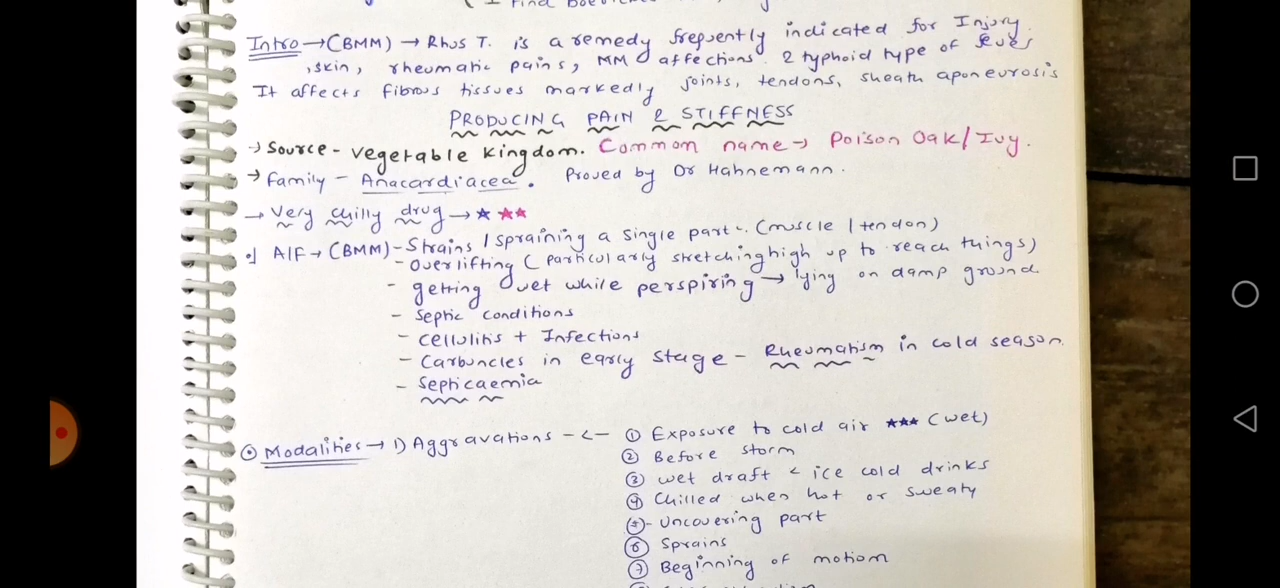 ( I find
Intro → (BMM) → Rhus T. is a remedy frequently indicated for Injury
, skin, rheumatic pains, MM affections & typhoid type of fever
It affects fibrous tissues markedly joints, tendons, sheath aponeurosis
PRODUCING PAIN & STIFFNESS
→ Source - vegetable kingdom. Common name → Poison Oak/Ivy.
→ Family - Anacardiacea. Proved by Dr Hahnemann.
→ Very chilly drug → ★ ★★
•] A/F → (BMM) - Strains / spraining a single part. (muscle / tendon)
- Overlifting (particularly stretching high up to reach things)
- getting wet while perspiring → lying on damp ground
- Septic conditions
- Cellulitis + Infections
- Carbuncles in early stage - Rheumatism in cold season.
- Septicaemia
⊙ Modalities → 1) Aggravations - < - ① Exposure to cold air ★★★ (wet)
② Before storm
③ wet draft < ice cold drinks
④ Chilled when hot or sweaty
⑤ - Uncovering part
⑥ Sprains
⑦ Beginning of motion